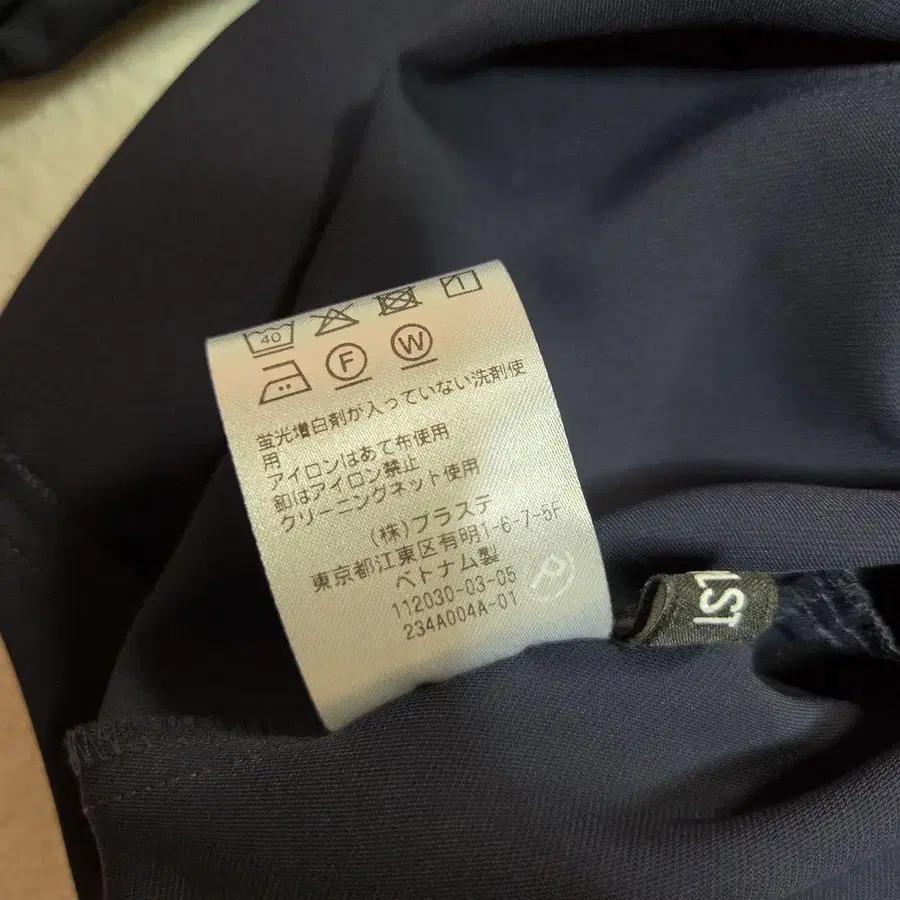 40
F W
蛍光増白剤が入っていない洗剤使
用
アイロンはあて布使用
釦はアイロン禁止
クリーニングネット使用
(株)プラステ
東京都江東区有明1-6-7-5F
ベトナム製
112030-03-05
234A004A-01